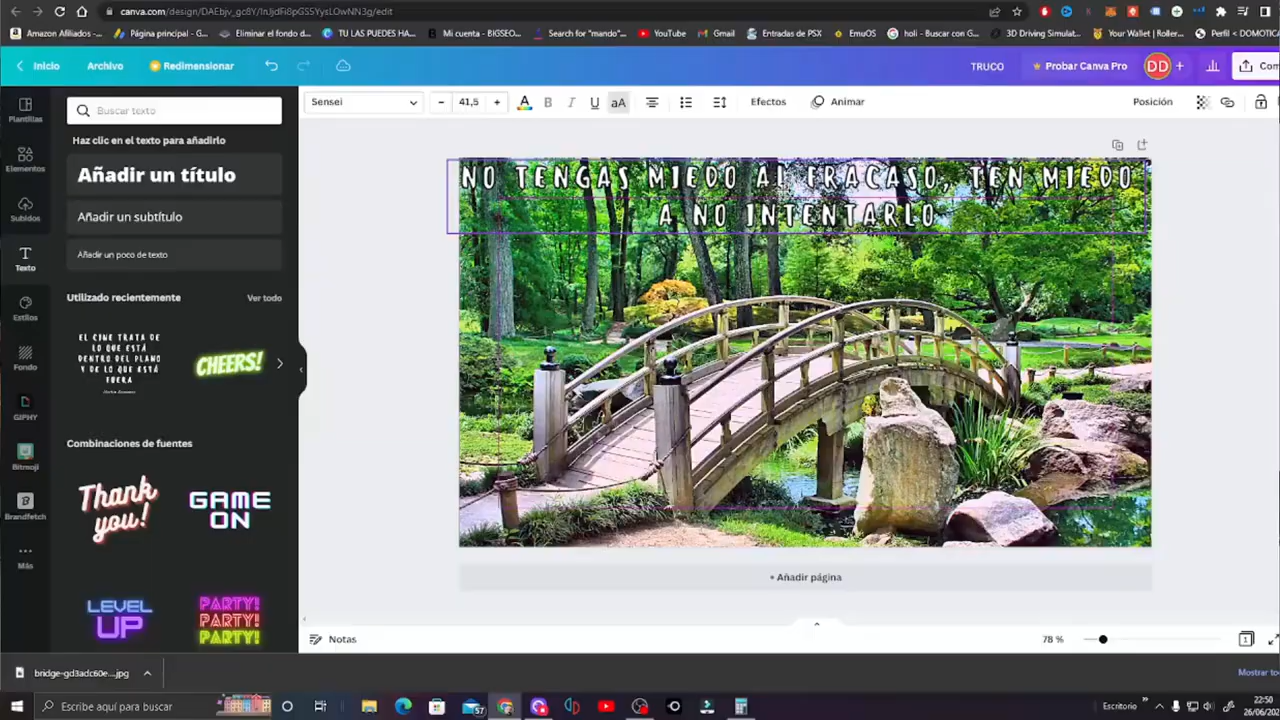 canva.com/design/DAEbjv_gc8Y/lnJjdFi8pGS5YysLOwNN3g/edit
Amazon Afiliados -...
Página principal - G...
Eliminar el fondo d...
TU LAS PUEDES HA...
Mi cuenta - BIGSEO...
Search for "mando"...
YouTube
Gmail
Entradas de PSX
EmuOS
holi - Buscar con G...
3D Driving Simulat...
Your Wallet | Roller...
Perfil < DOMOTICA
Inicio
Archivo
Redimensionar
TRUCO
Probar Canva Pro
DD
Com
Sensei
41,5
A
B
I
U
aA
Efectos
Animar
Posición
Plantillas
Elementos
Subidos
Texto
Estilos
Fondo
GIPHY
Bitmoji
Brandfetch
Más
Buscar texto
Haz clic en el texto para añadirlo
Añadir un título
Añadir un subtítulo
Añadir un poco de texto
Utilizado recientemente
Ver todo
EL CINE TRATA DE
LO QUE ESTÁ
DENTRO DEL PLANO
Y DE LO QUE ESTÁ
FUERA
CHEERS!
Combinaciones de fuentes
Thank
you!
GAME
ON
LEVEL
UP
PARTY!
PARTY!
PARTY!
NO TENGAS MIEDO AL FRACASO, TEN MIEDO
A NO INTENTARLO
+ Añadir página
Notas
78 %
1
bridge-gd3adc60e....jpg
Mostrar to
Escribe aquí para buscar
57
Escritorio
22:50
26/06/202